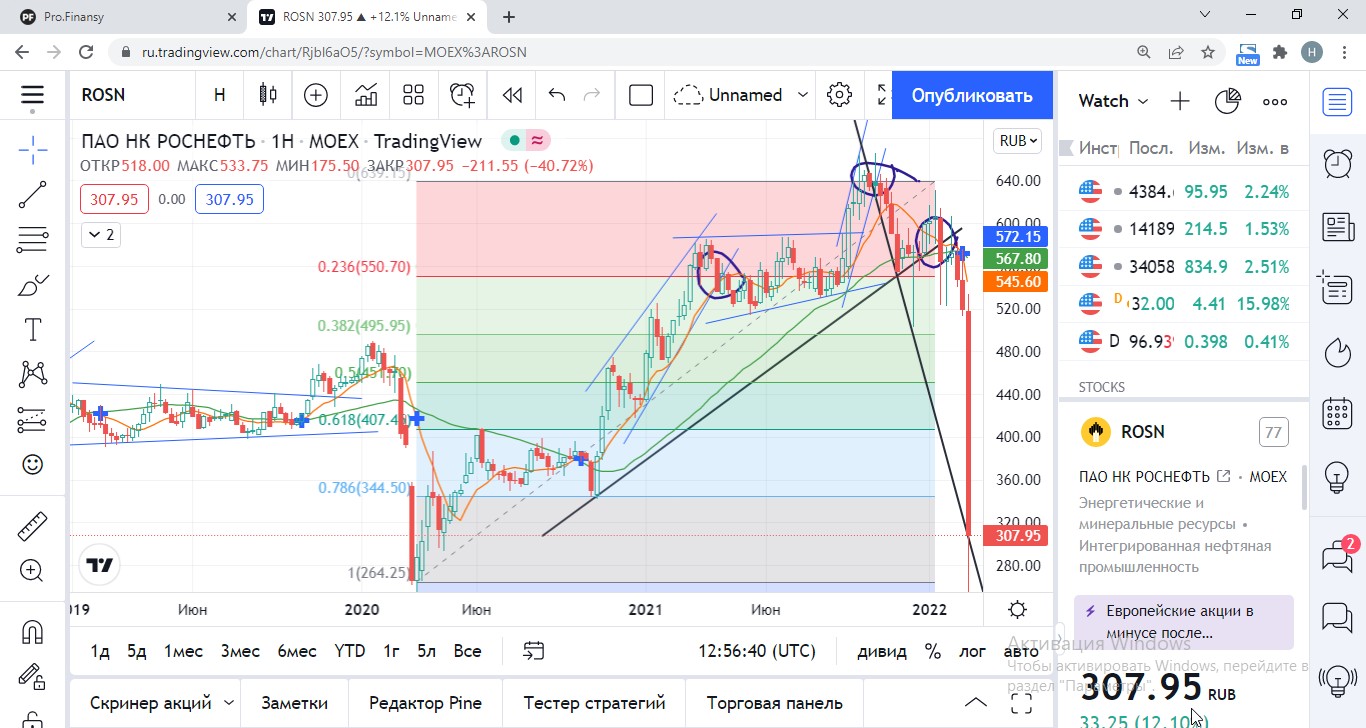 Pro.Finansy
ROSN 307.95 ▲ +12.1% Unname
ru.tradingview.com/chart/RjbI6aO5/?symbol=MOEX%3AROSN
New
H
ROSN
Н
Unnamed
Опубликовать
Watch
ПАО НК РОСНЕФТЬ · 1Н · MOEX · TradingView
RUB
ОТКР518.00 МАКС533.75 МИН175.50 ЗАКР307.95 −211.55 (−40.72%)
0(639.15)
307.95 0.00 307.95
2
0.236(550.70)
0.382(495.95)
0.5(451.70)
0.618(407.45)
0.786(344.50)
1(264.25)
640.00
600.00
572.15
567.80
545.60
520.00
480.00
440.00
400.00
360.00
320.00
307.95
280.00
Июн 2020 Июн 2021 Июн 2022
1д 5д 1мес 3мес 6мес YTD 1г 5л Все
12:56:40 (UTC)
дивид % лог авто
Скринер акций Заметки Редактор Pine Тестер стратегий Торговая панель
Инст Посл. Изм. Изм. в
4384. 95.95 2.24%
14189 214.5 1.53%
34058 834.9 2.51%
D 32.00 4.41 15.98%
D 96.93 0.398 0.41%
STOCKS
ROSN
77
ПАО НК РОСНЕФТЬ · MOEX
Энергетические и
минеральные ресурсы •
Интегрированная нефтяная
промышленность
Европейские акции в
минусе после...
2
Активация Windows
Чтобы активировать Windows, перейдите в
раздел "Параметры".
307.95 RUB
33.25 (12.10%)